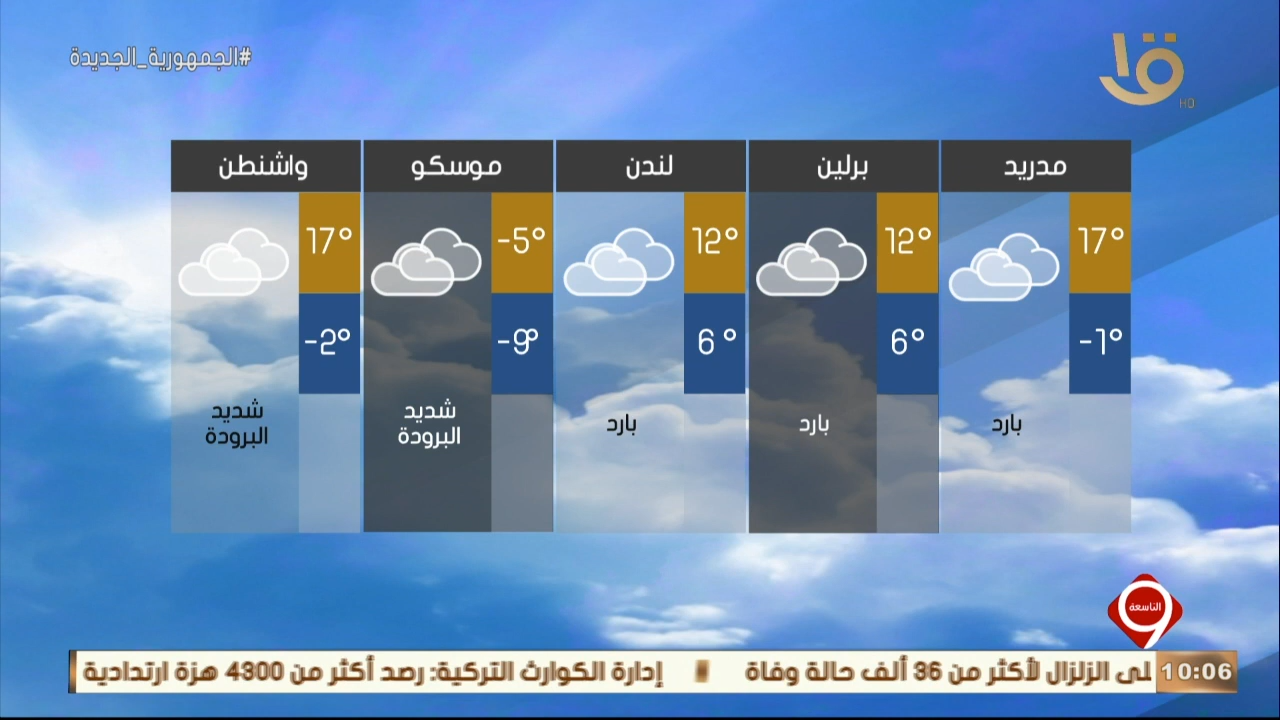 #الجمهورية_الجديدة
HD
مدريد
17°
-1°
بارد
برلين
12°
6°
بارد
لندن
12°
6°
بارد
موسكو
-5°
-9°
شديد
البرودة
واشنطن
17°
-2°
شديد
البرودة
التاسعة
9
10:06
لى الزلزال لأكثر من 36 ألف حالة وفاة
إدارة الكوارث التركية: رصد أكثر من 4300 هزة ارتدادية